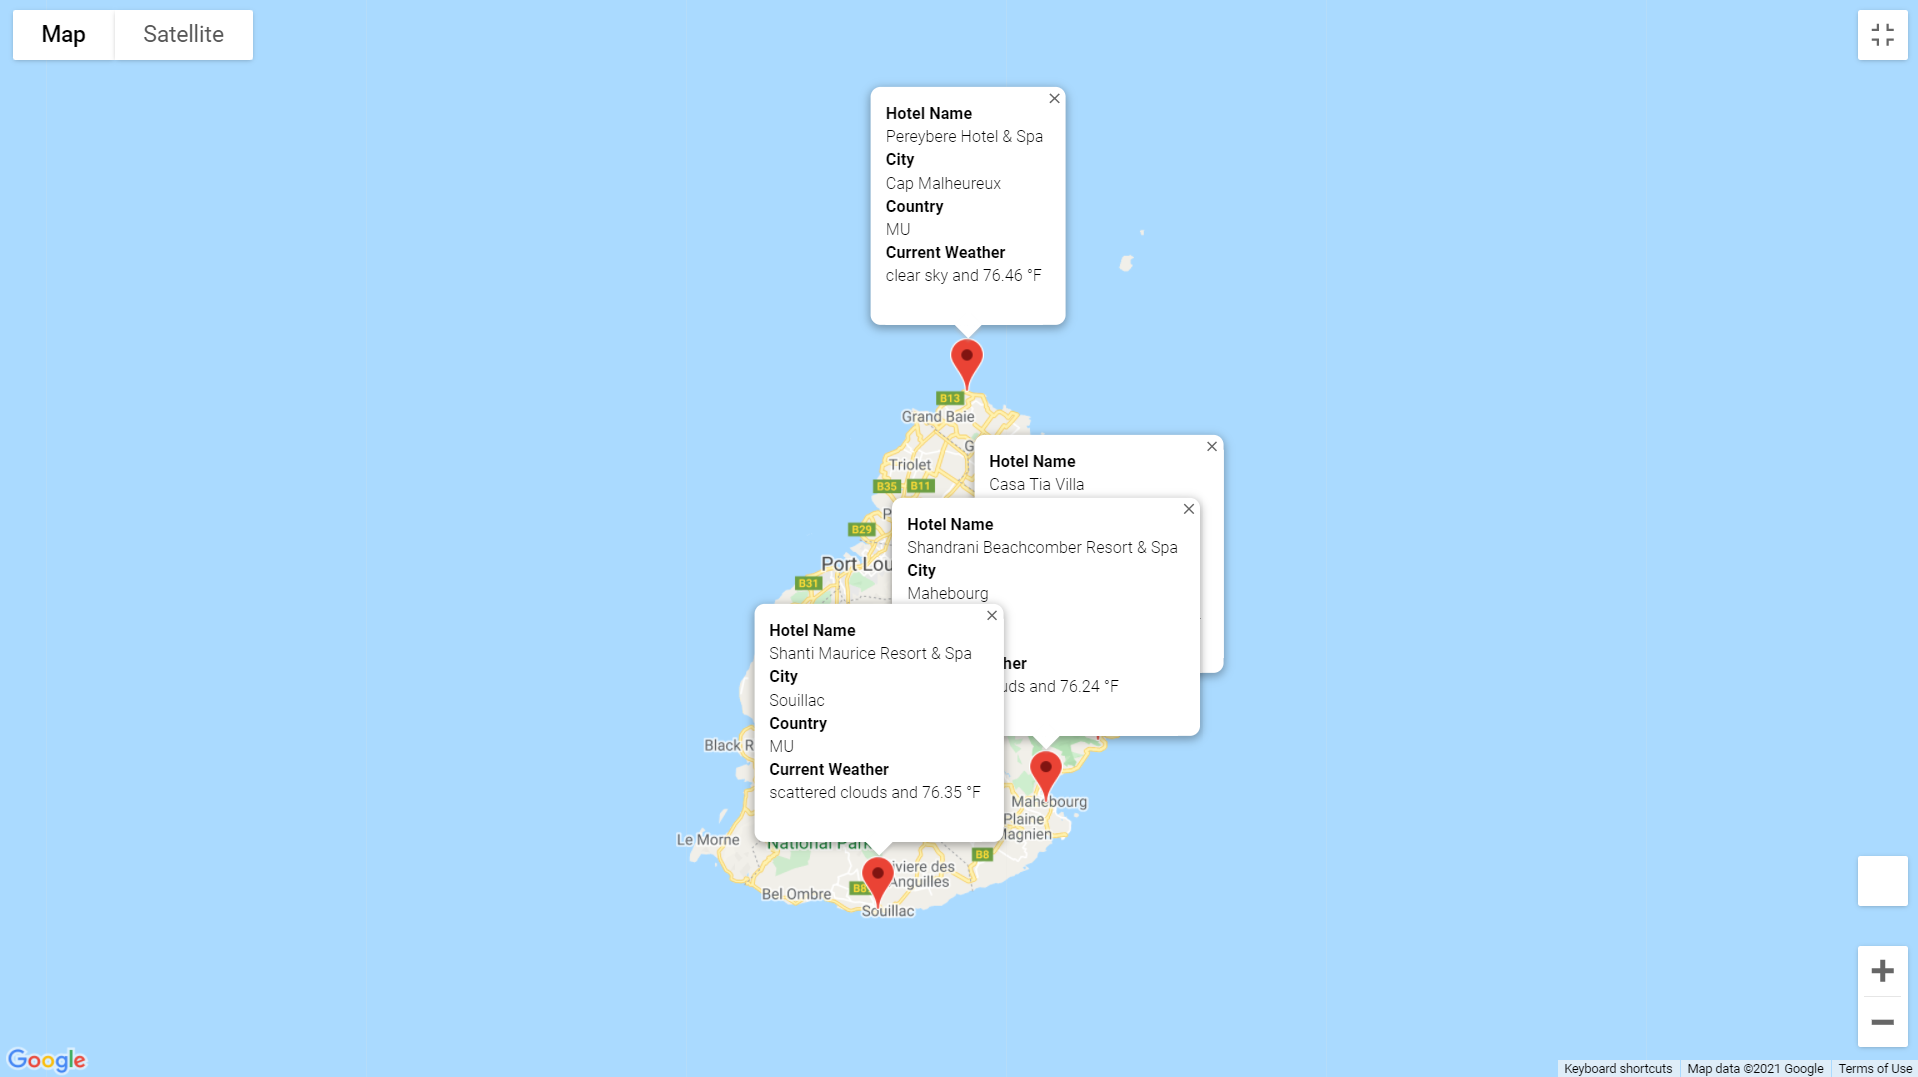 Map
Satellite
Hotel Name
Pereybere Hotel & Spa
City
Cap Malheureux
Country
MU
Current Weather
clear sky and 76.46 °F
B13
Grand Baie
Triolet
B35
B11
B29
Port Lou
B31
Hotel Name
Casa Tia Villa
Hotel Name
Shandrani Beachcomber Resort & Spa
City
Mahebourg
her
uds and 76.24 °F
Hotel Name
Shanti Maurice Resort & Spa
City
Souillac
Country
MU
Current Weather
scattered clouds and 76.35 °F
Black R
Mahebourg
Plaine
Magnien
Le Morne
National Park
B8
iviere des
Anguilles
Bel Ombre
B8
Souillac
Google
Keyboard shortcuts
Map data ©2021 Google
Terms of Use